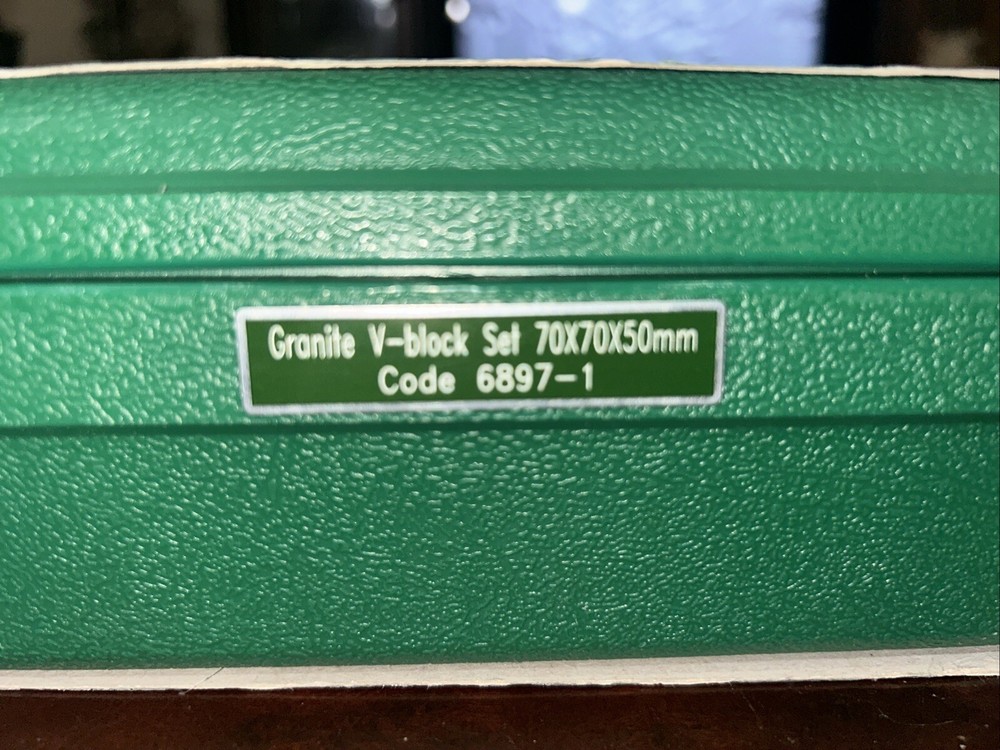 Granite V-block Set 70X70X50mm
Code 6897-1